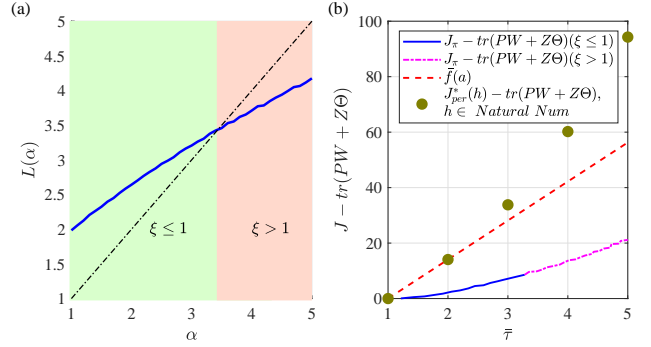 (a)
5
4.5
4
3.5
3
2.5
2
1.5
1
L(α)
ξ ≤ 1
ξ > 1
1
2
3
4
5
α
(b)
100
80
60
40
20
0
J − tr(PW + ZΘ)
J_π − tr(PW + ZΘ)(ξ ≤ 1)
J_π − tr(PW + ZΘ)(ξ > 1)
f̄(a)
J*_per(h) − tr(PW + ZΘ),
h ∈ Natural Num
1
2
3
4
5
τ̄